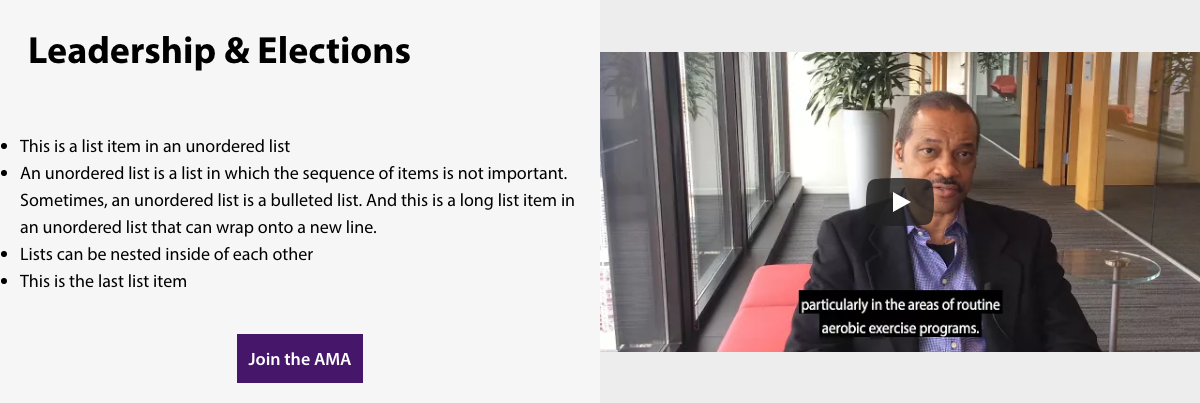 Leadership & Elections
This is a list item in an unordered list
An unordered list is a list in which the sequence of items is not important.
Sometimes, an unordered list is a bulleted list. And this is a long list item in
an unordered list that can wrap onto a new line.
Lists can be nested inside of each other
This is the last list item
Join the AMA
particularly in the areas of routine
aerobic exercise programs.